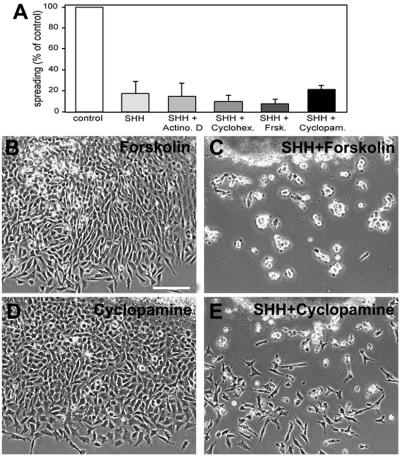 A
spreading (% of control)
100
80
60
40
20
0
control
SHH
SHH +
Actino. D
SHH +
Cyclohex.
SHH +
Frsk.
SHH +
Cyclopam.
B
Forskolin
C
SHH+Forskolin
D
Cyclopamine
E
SHH+Cyclopamine